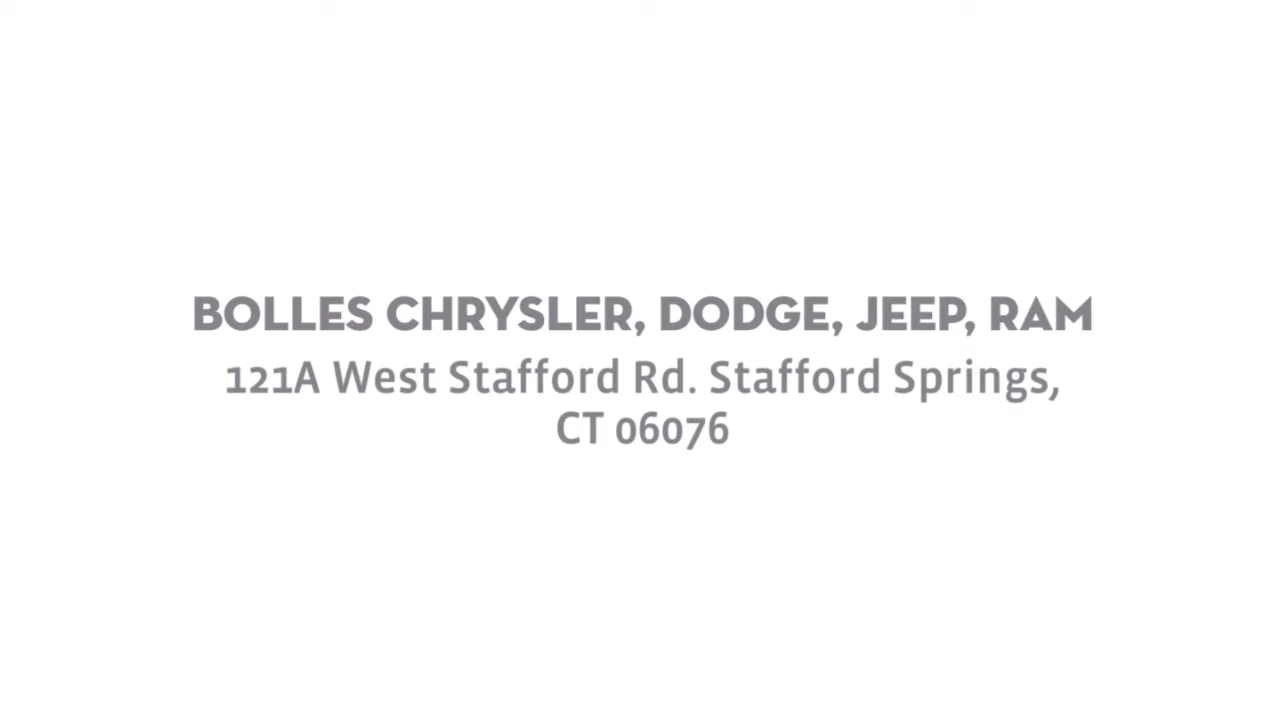 BOLLES CHRYSLER, DODGE, JEEP, RAM
121A West Stafford Rd. Stafford Springs,
CT 06076